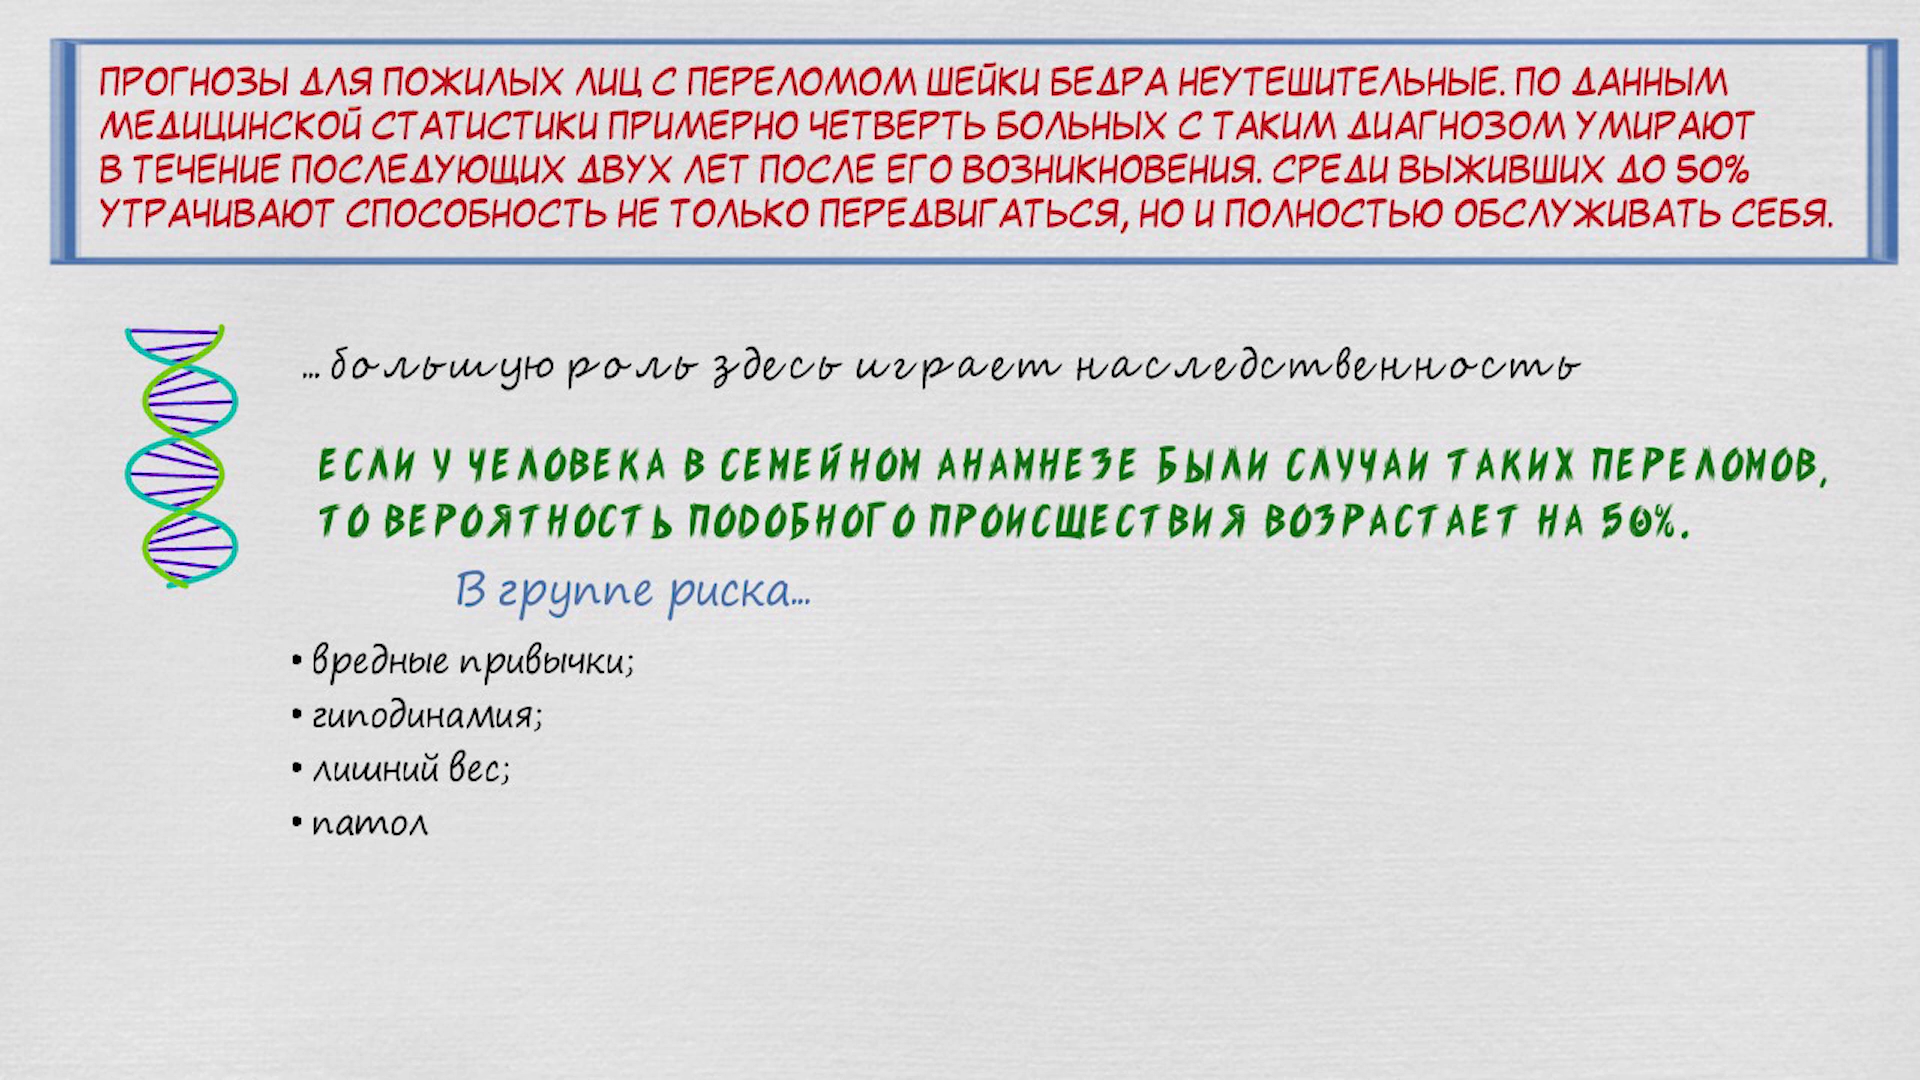 ПРОГНОЗЫ ДЛЯ ПОЖИЛЫХ ЛИЦ С ПЕРЕЛОМОМ ШЕЙКИ БЕДРА НЕУТЕШИТЕЛЬНЫЕ. ПО ДАННЫМ
МЕДИЦИНСКОЙ СТАТИСТИКИ ПРИМЕРНО ЧЕТВЕРТЬ БОЛЬНЫХ С ТАКИМ ДИАГНОЗОМ УМИРАЮТ
В ТЕЧЕНИЕ ПОСЛЕДУЮЩИХ ДВУХ ЛЕТ ПОСЛЕ ЕГО ВОЗНИКНОВЕНИЯ. СРЕДИ ВЫЖИВШИХ ДО 50%
УТРАЧИВАЮТ СПОСОБНОСТЬ НЕ ТОЛЬКО ПЕРЕДВИГАТЬСЯ, НО И ПОЛНОСТЬЮ ОБСЛУЖИВАТЬ СЕБЯ.
... большую роль здесь играет наследственность
ЕСЛИ У ЧЕЛОВЕКА В СЕМЕЙНОМ АНАМНЕЗЕ БЫЛИ СЛУЧАИ ТАКИХ ПЕРЕЛОМОВ,
ТО ВЕРОЯТНОСТЬ ПОДОБНОГО ПРОИСШЕСТВИЯ ВОЗРАСТАЕТ НА 50%.
В группе риска...
• вредные привычки;
• гиподинамия;
• лишний вес;
• патол